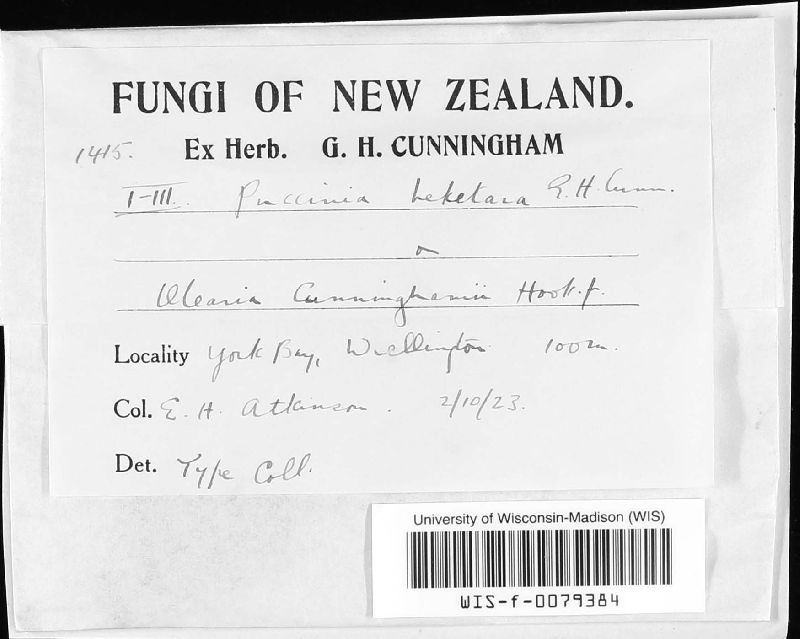 FUNGI OF NEW ZEALAND.
1415. Ex Herb. G. H. CUNNINGHAM
I-III. Puccinia heketara G. H. Cunn.
on
Olearia Cunninghamii Hook. f.
Locality York Bay, Wellington 100m.
Col. E. H. Atkinson. 2/10/23.
Det. Type Coll.
University of Wisconsin-Madison (WIS)
WIS-f-0079384